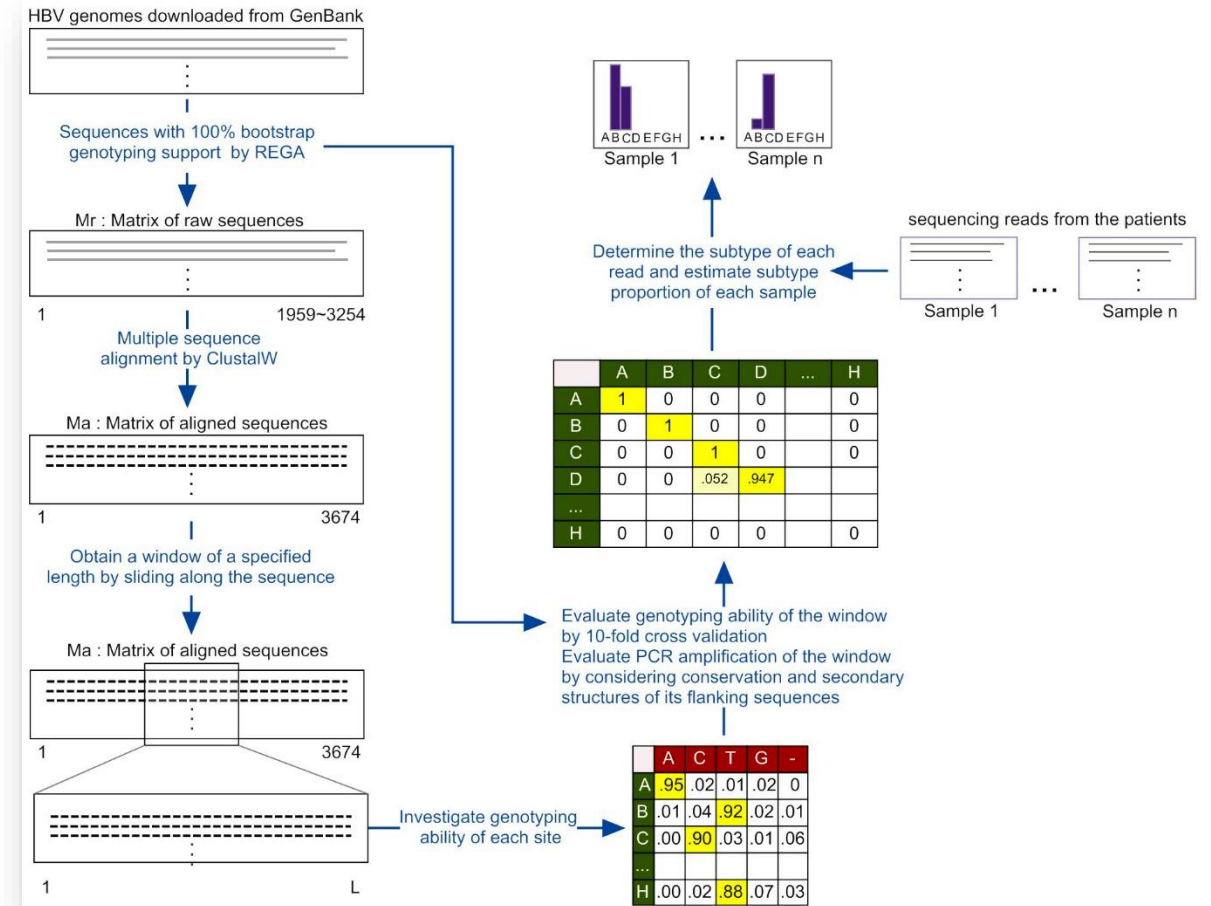 HBV genomes downloaded from GenBank
Sequences with 100% bootstrap
genotyping support by REGA
Mr : Matrix of raw sequences
1 1959~3254
Multiple sequence
alignment by ClustalW
Ma : Matrix of aligned sequences
1 3674
Obtain a window of a specified
length by sliding along the sequence
Ma : Matrix of aligned sequences
1 3674
1 L
Investigate genotyping
ability of each site
A C T G -
A .95 .02 .01 .02 0
B .01 .04 .92 .02 .01
C .00 .90 .03 .01 .06
...
H .00 .02 .88 .07 .03
Evaluate genotyping ability of the window
by 10-fold cross validation
Evaluate PCR amplification of the window
by considering conservation and secondary
structures of its flanking sequences
A B C D ... H
A 1 0 0 0 0
B 0 1 0 0 0
C 0 0 1 0 0
D 0 0 .052 .947
...
H 0 0 0 0 0
Determine the subtype of each
read and estimate subtype
proportion of each sample
sequencing reads from the patients
Sample 1 ... Sample n
ABCDEFGH ... ABCDEFGH
Sample 1 Sample n